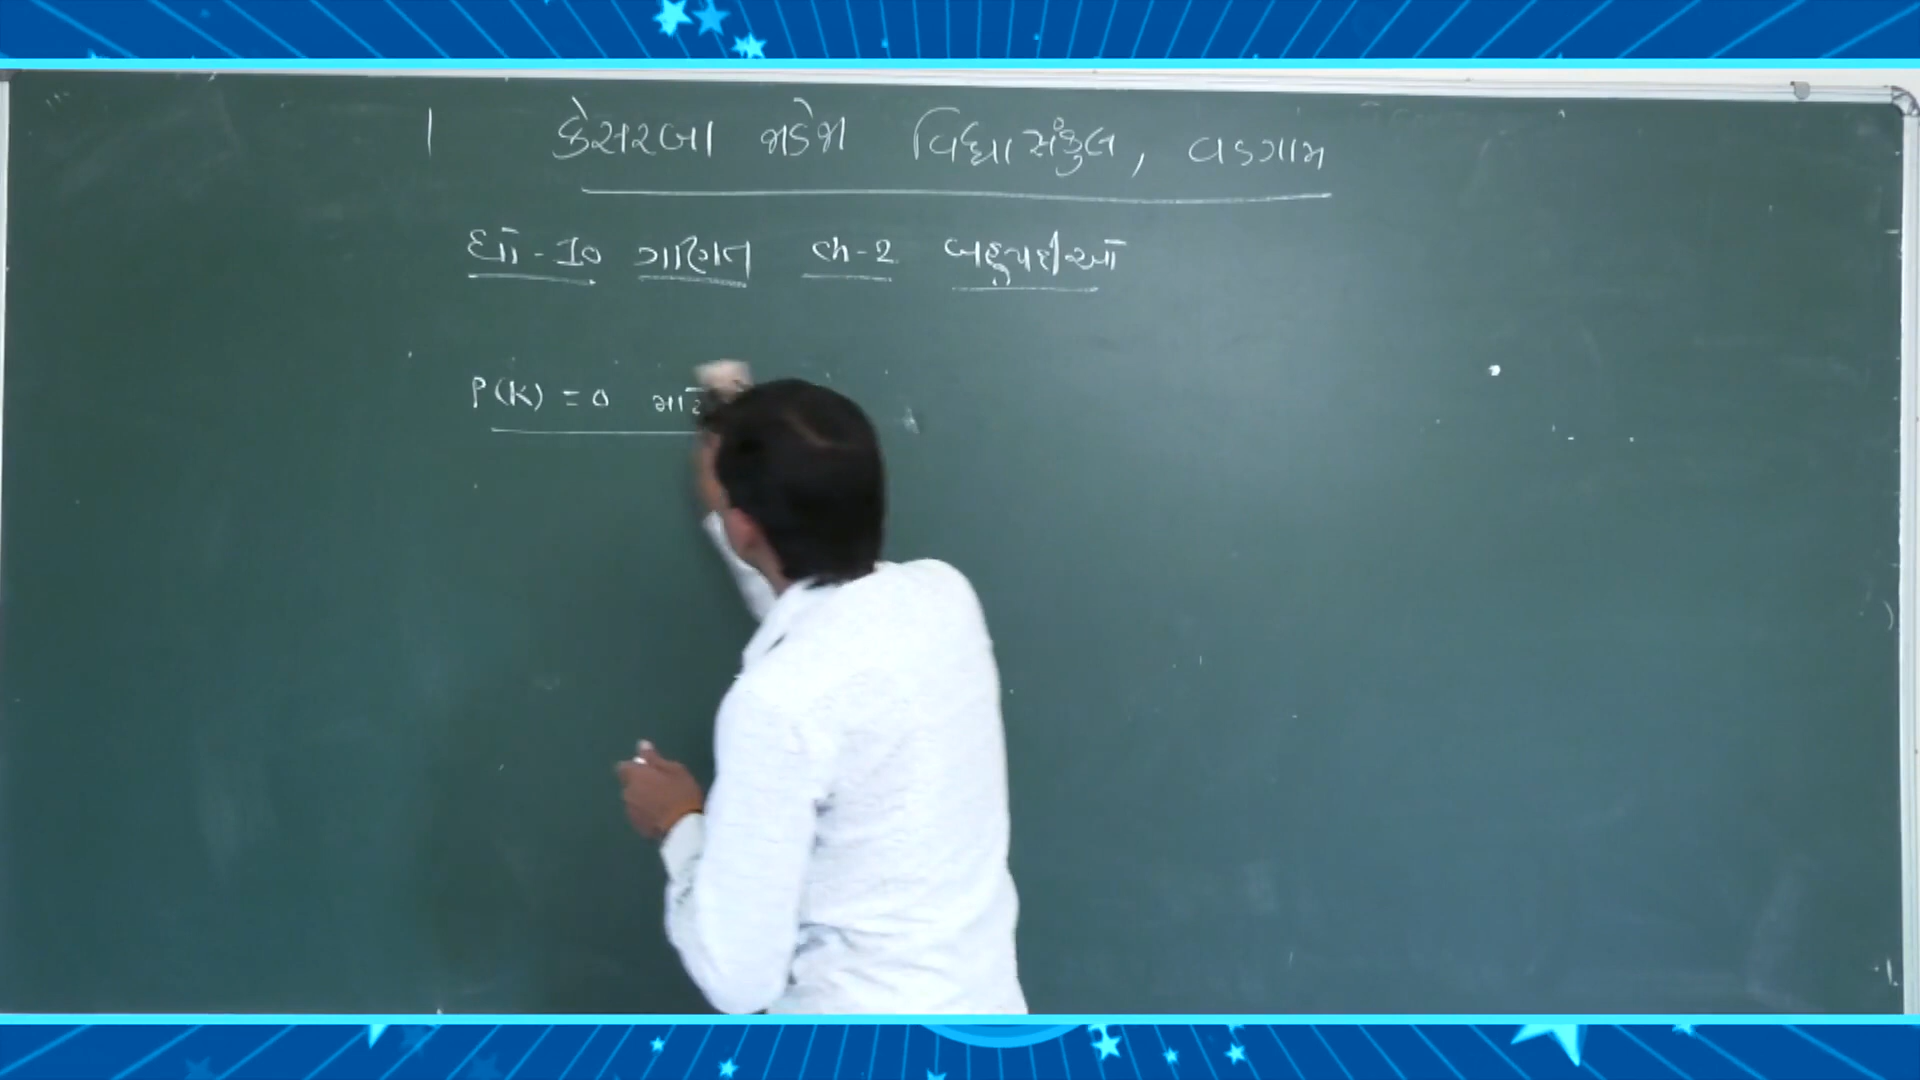 કેસરબા જાડેજા વિદ્યાસંકુલ, વડગામ
ધો-10 ગણિત ch-2 બહુપદીઓ
P(K) = 0